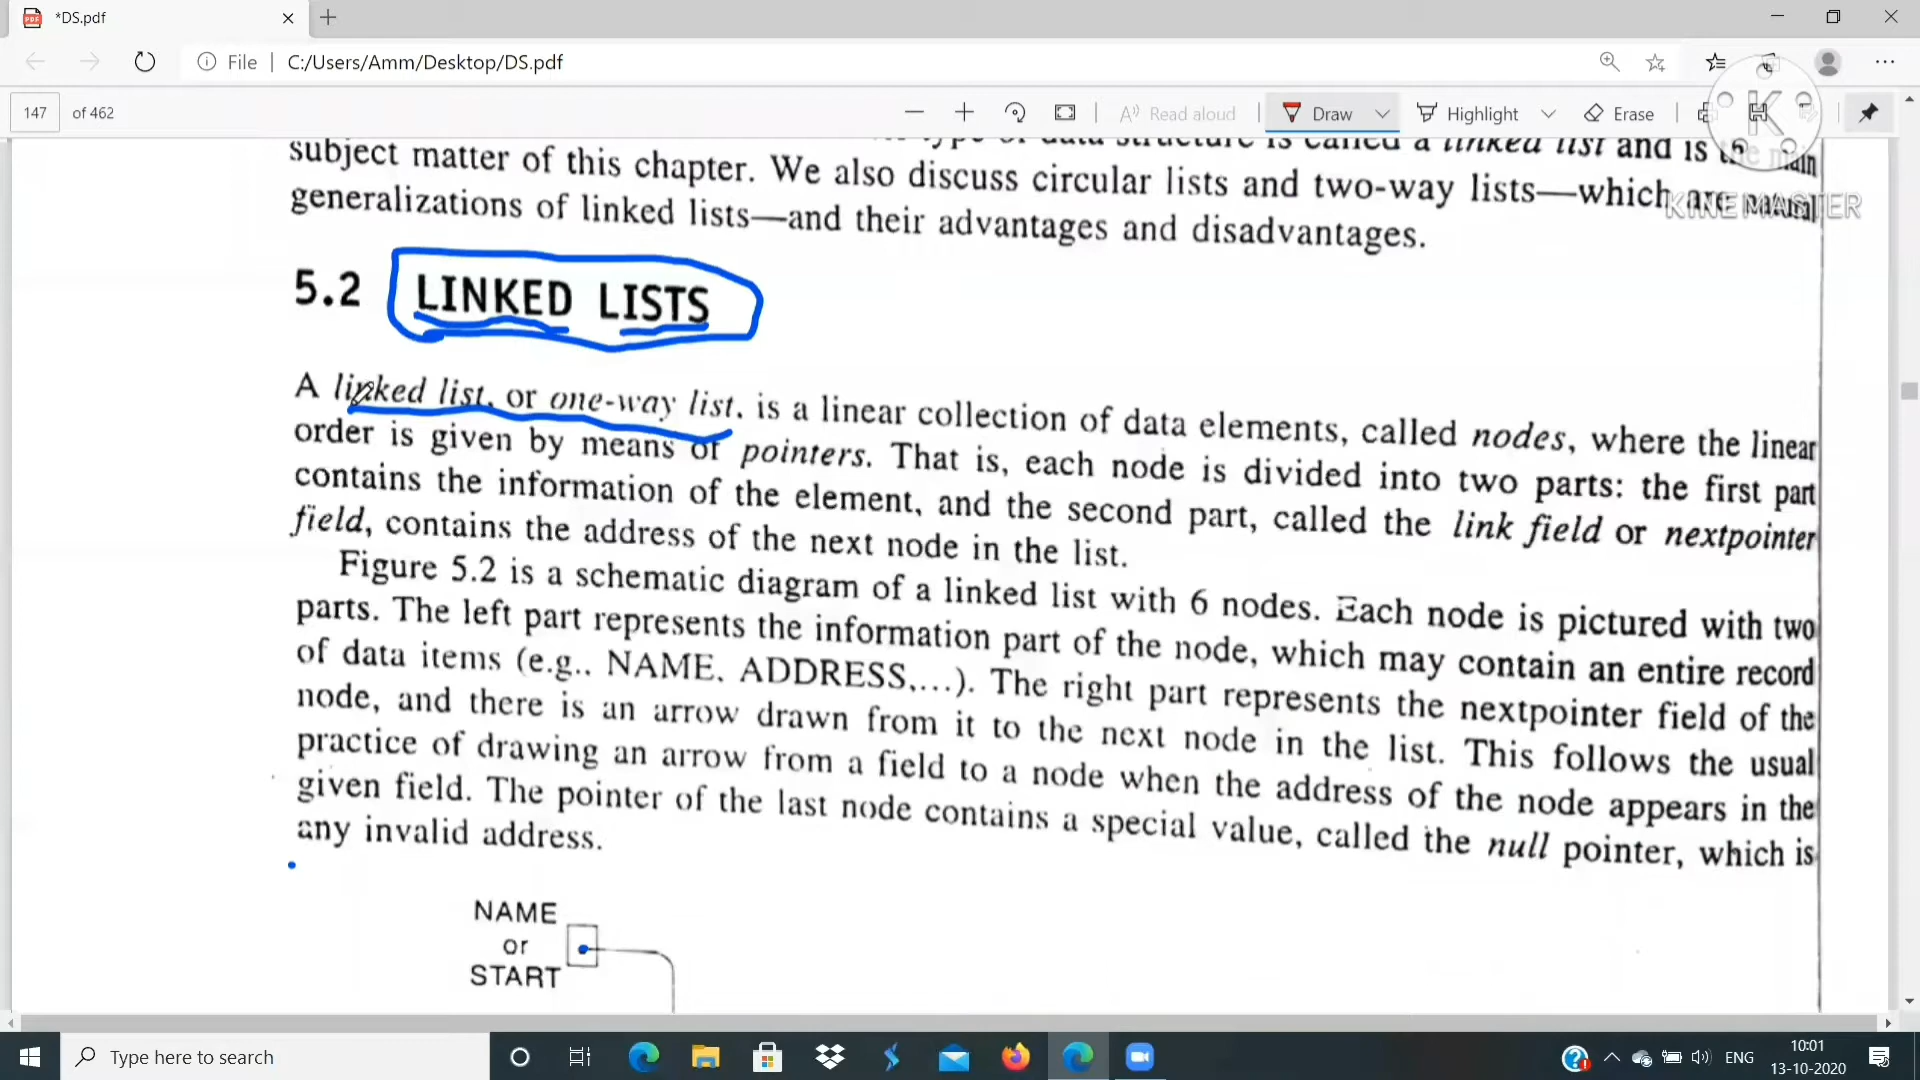 *DS.pdf
File
C:/Users/Amm/Desktop/DS.pdf
147 of 462
Read aloud
Draw
Highlight
Erase
K
KINEMASTER
type of data structure is called a linked list and is the main
subject matter of this chapter. We also discuss circular lists and two-way lists—which are natural
generalizations of linked lists—and their advantages and disadvantages.
5.2 LINKED LISTS
A linked list, or one-way list, is a linear collection of data elements, called nodes, where the linear
order is given by means of pointers. That is, each node is divided into two parts: the first part
contains the information of the element, and the second part, called the link field or nextpointer
field, contains the address of the next node in the list.
Figure 5.2 is a schematic diagram of a linked list with 6 nodes. Each node is pictured with two
parts. The left part represents the information part of the node, which may contain an entire record
of data items (e.g., NAME, ADDRESS,...). The right part represents the nextpointer field of the
node, and there is an arrow drawn from it to the next node in the list. This follows the usual
practice of drawing an arrow from a field to a node when the address of the node appears in the
given field. The pointer of the last node contains a special value, called the null pointer, which is
any invalid address.
NAME
or
START
Type here to search
ENG
10:01
13-10-2020